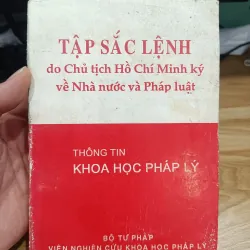 TẬP SẮC LỆNH
do Chủ tịch Hồ Chí Minh ký
về Nhà nước và Pháp luật
THÔNG TIN
KHOA HỌC PHÁP LÝ
BỘ TƯ PHÁP
VIỆN NGHIÊN CỨU KHOA HỌC PHÁP LÝ